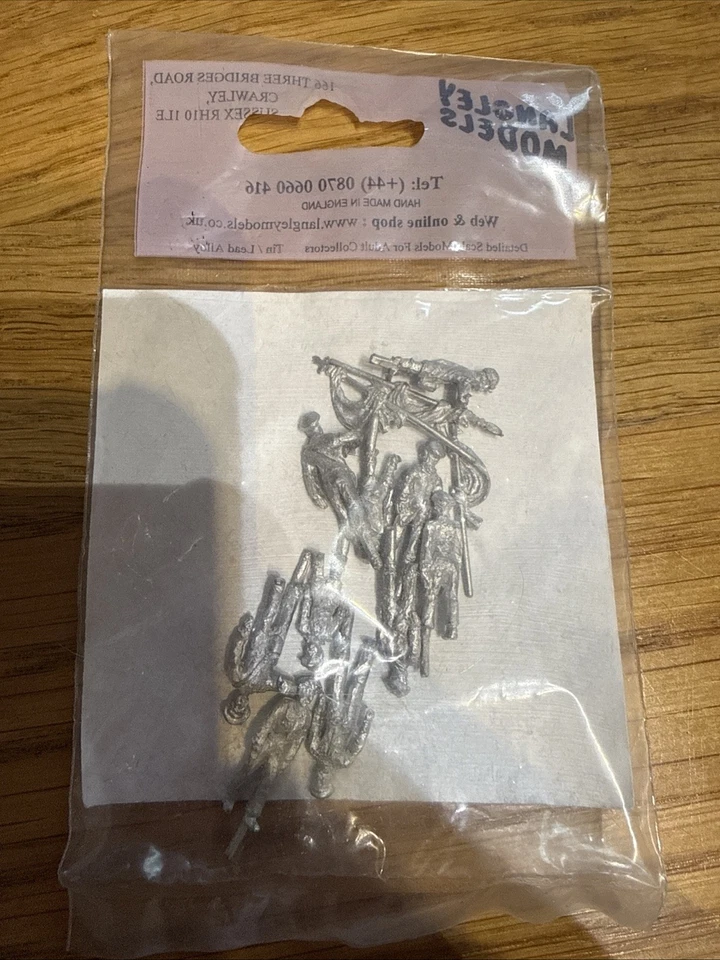 LANGLEY
MODELS
166 THREE BRIDGES ROAD,
CRAWLEY,
SUSSEX RH10 1LE
Tel: (+44) 0870 0660 416
HAND MADE IN ENGLAND
Web & online shop : www.langleymodels.co.uk
Detailed Scale Models For Adult Collectors Tin / Lead Alloy